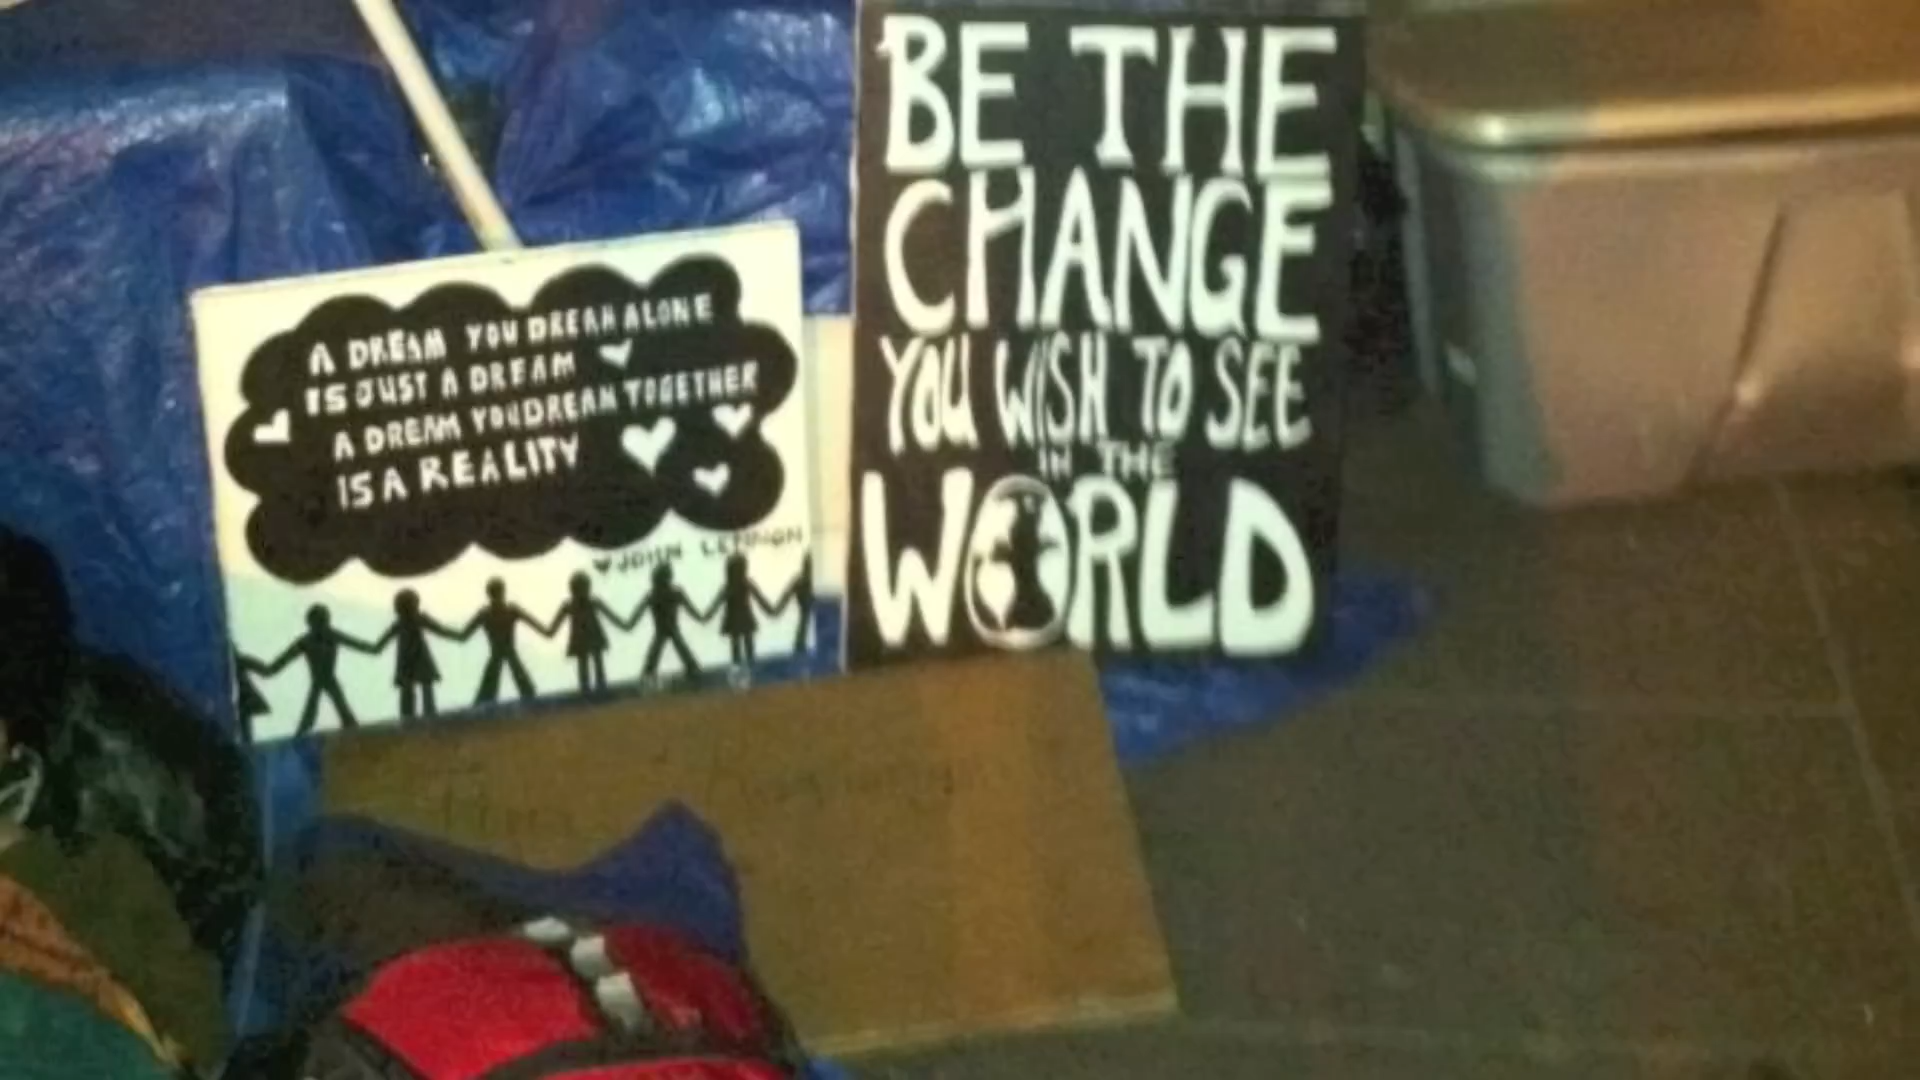 A DREAM YOU DREAM ALONE
IS JUST A DREAM
A DREAM YOU DREAM TOGETHER
IS A REALITY
JOHN LENNON
BE THE
CHANGE
YOU WISH TO SEE
IN THE
WORLD